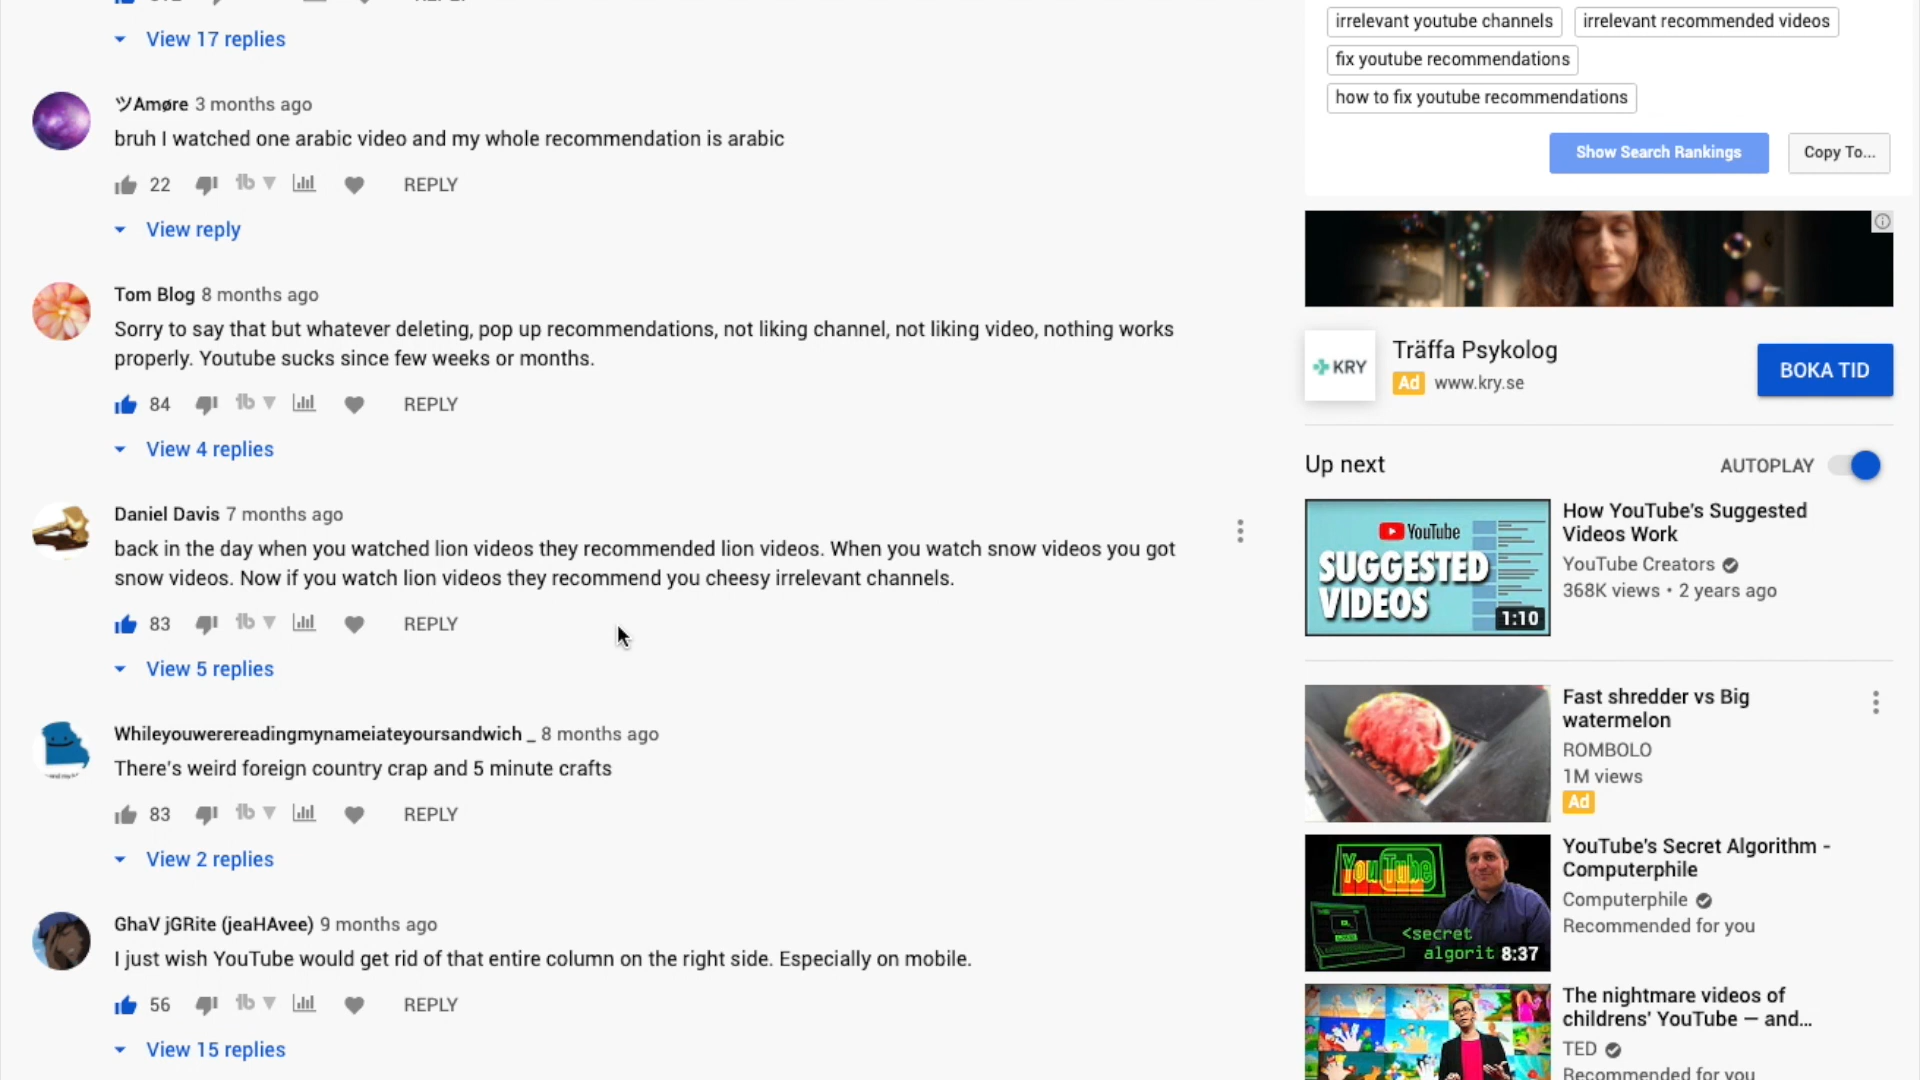 REPLY
View 17 replies
ツAmøre 3 months ago
bruh I watched one arabic video and my whole recommendation is arabic
22 REPLY
View reply
Tom Blog 8 months ago
Sorry to say that but whatever deleting, pop up recommendations, not liking channel, not liking video, nothing works
properly. Youtube sucks since few weeks or months.
84 REPLY
View 4 replies
Daniel Davis 7 months ago
back in the day when you watched lion videos they recommended lion videos. When you watch snow videos you got
snow videos. Now if you watch lion videos they recommend you cheesy irrelevant channels.
83 REPLY
View 5 replies
Whileyouwerereadingmynameiateyoursandwich _ 8 months ago
There's weird foreign country crap and 5 minute crafts
83 REPLY
View 2 replies
GhaV jGRite (jeaHAvee) 9 months ago
I just wish YouTube would get rid of that entire column on the right side. Especially on mobile.
56 REPLY
View 15 replies
irrelevant youtube channels irrelevant recommended videos
fix youtube recommendations
how to fix youtube recommendations
Show Search Rankings Copy To...
KRY
Träffa Psykolog
Ad www.kry.se
BOKA TID
Up next AUTOPLAY
YouTube
SUGGESTED
VIDEOS
1:10
How YouTube's Suggested
Videos Work
YouTube Creators
368K views • 2 years ago
Fast shredder vs Big
watermelon
ROMBOLO
1M views
Ad
YouTube
<secret
algorit 8:37
YouTube's Secret Algorithm -
Computerphile
Computerphile
Recommended for you
The nightmare videos of
childrens' YouTube — and...
TED
Recommended for you